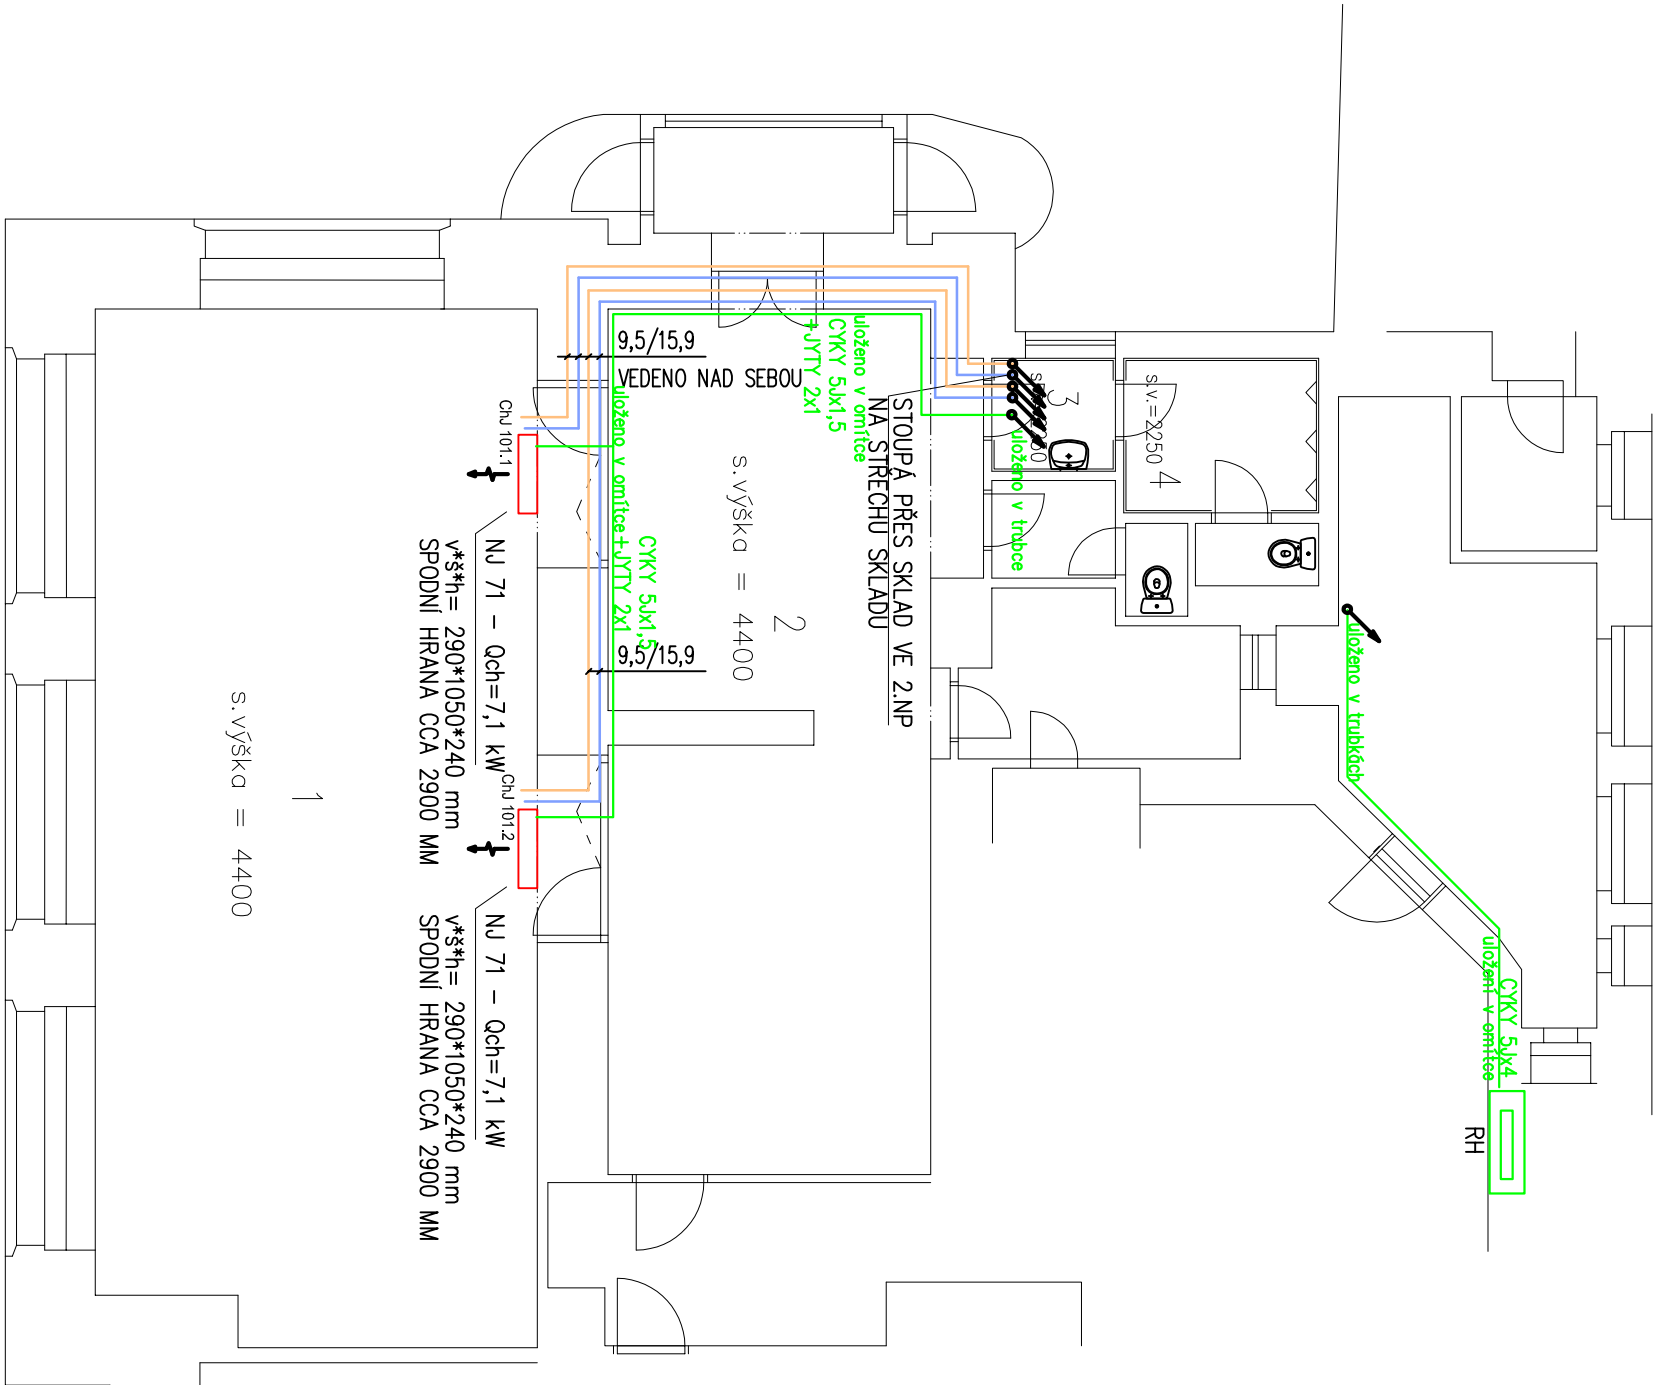 9,5/15,9
VEDENO NAD SEBOU
uloženo v omítce
CYKY 5Jx1,5
+JYTY 2x1
STOUPÁ PŘES SKLAD VE 2.NP
NA STŘECHU SKLADU
3
s.v.=2250
4
uloženo v trubce
uloženo v trubkách
ChJ 101.1
uloženo v omítce+JYTY 2x1
CYKY 5Jx1,5
9,5/15,9
2
s.výška = 4400
NJ 71 - Qch=7,1 kW
v*š*h= 290*1050*240 mm
SPODNÍ HRANA CCA 2900 MM
1
s.výška = 4400
ChJ 101.2
NJ 71 - Qch=7,1 kW
v*š*h= 290*1050*240 mm
SPODNÍ HRANA CCA 2900 MM
CYKY 5Jx4
uložení v omítce
RH